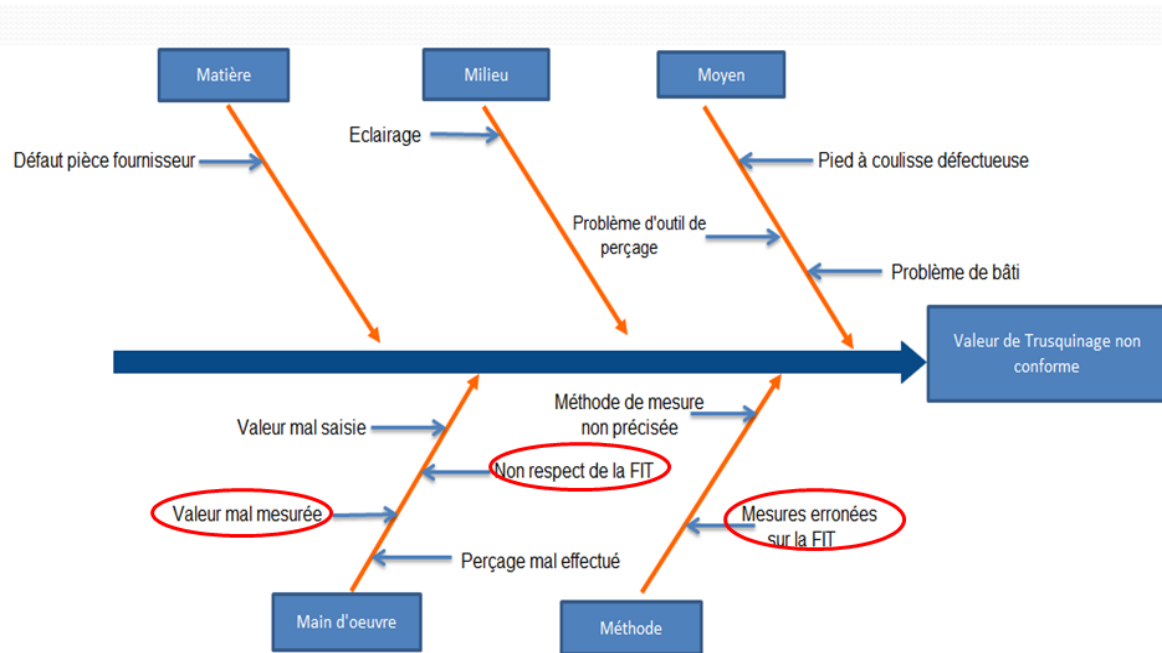 Matière
Milieu
Moyen
Eclairage
Défaut pièce fournisseur
Pied à coulisse défectueuse
Problème d'outil de
perçage
Problème de bâti
Valeur de Trusquinage non
conforme
Méthode de mesure
non précisée
Valeur mal saisie
Non respect de la FIT
Valeur mal mesurée
Mesures erronées
sur la FIT
Perçage mal effectué
Main d'oeuvre
Méthode